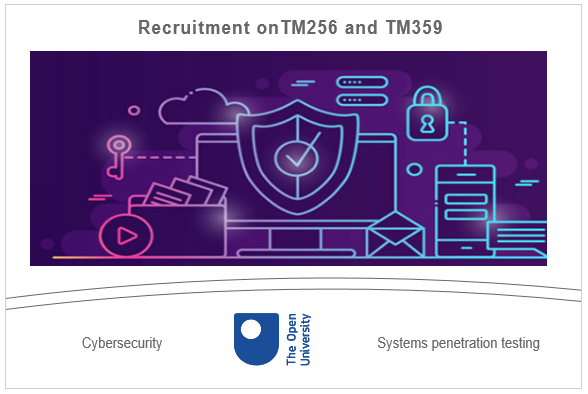 Recruitment onTM256 and TM359
Cybersecurity
The Open
University
Systems penetration testing